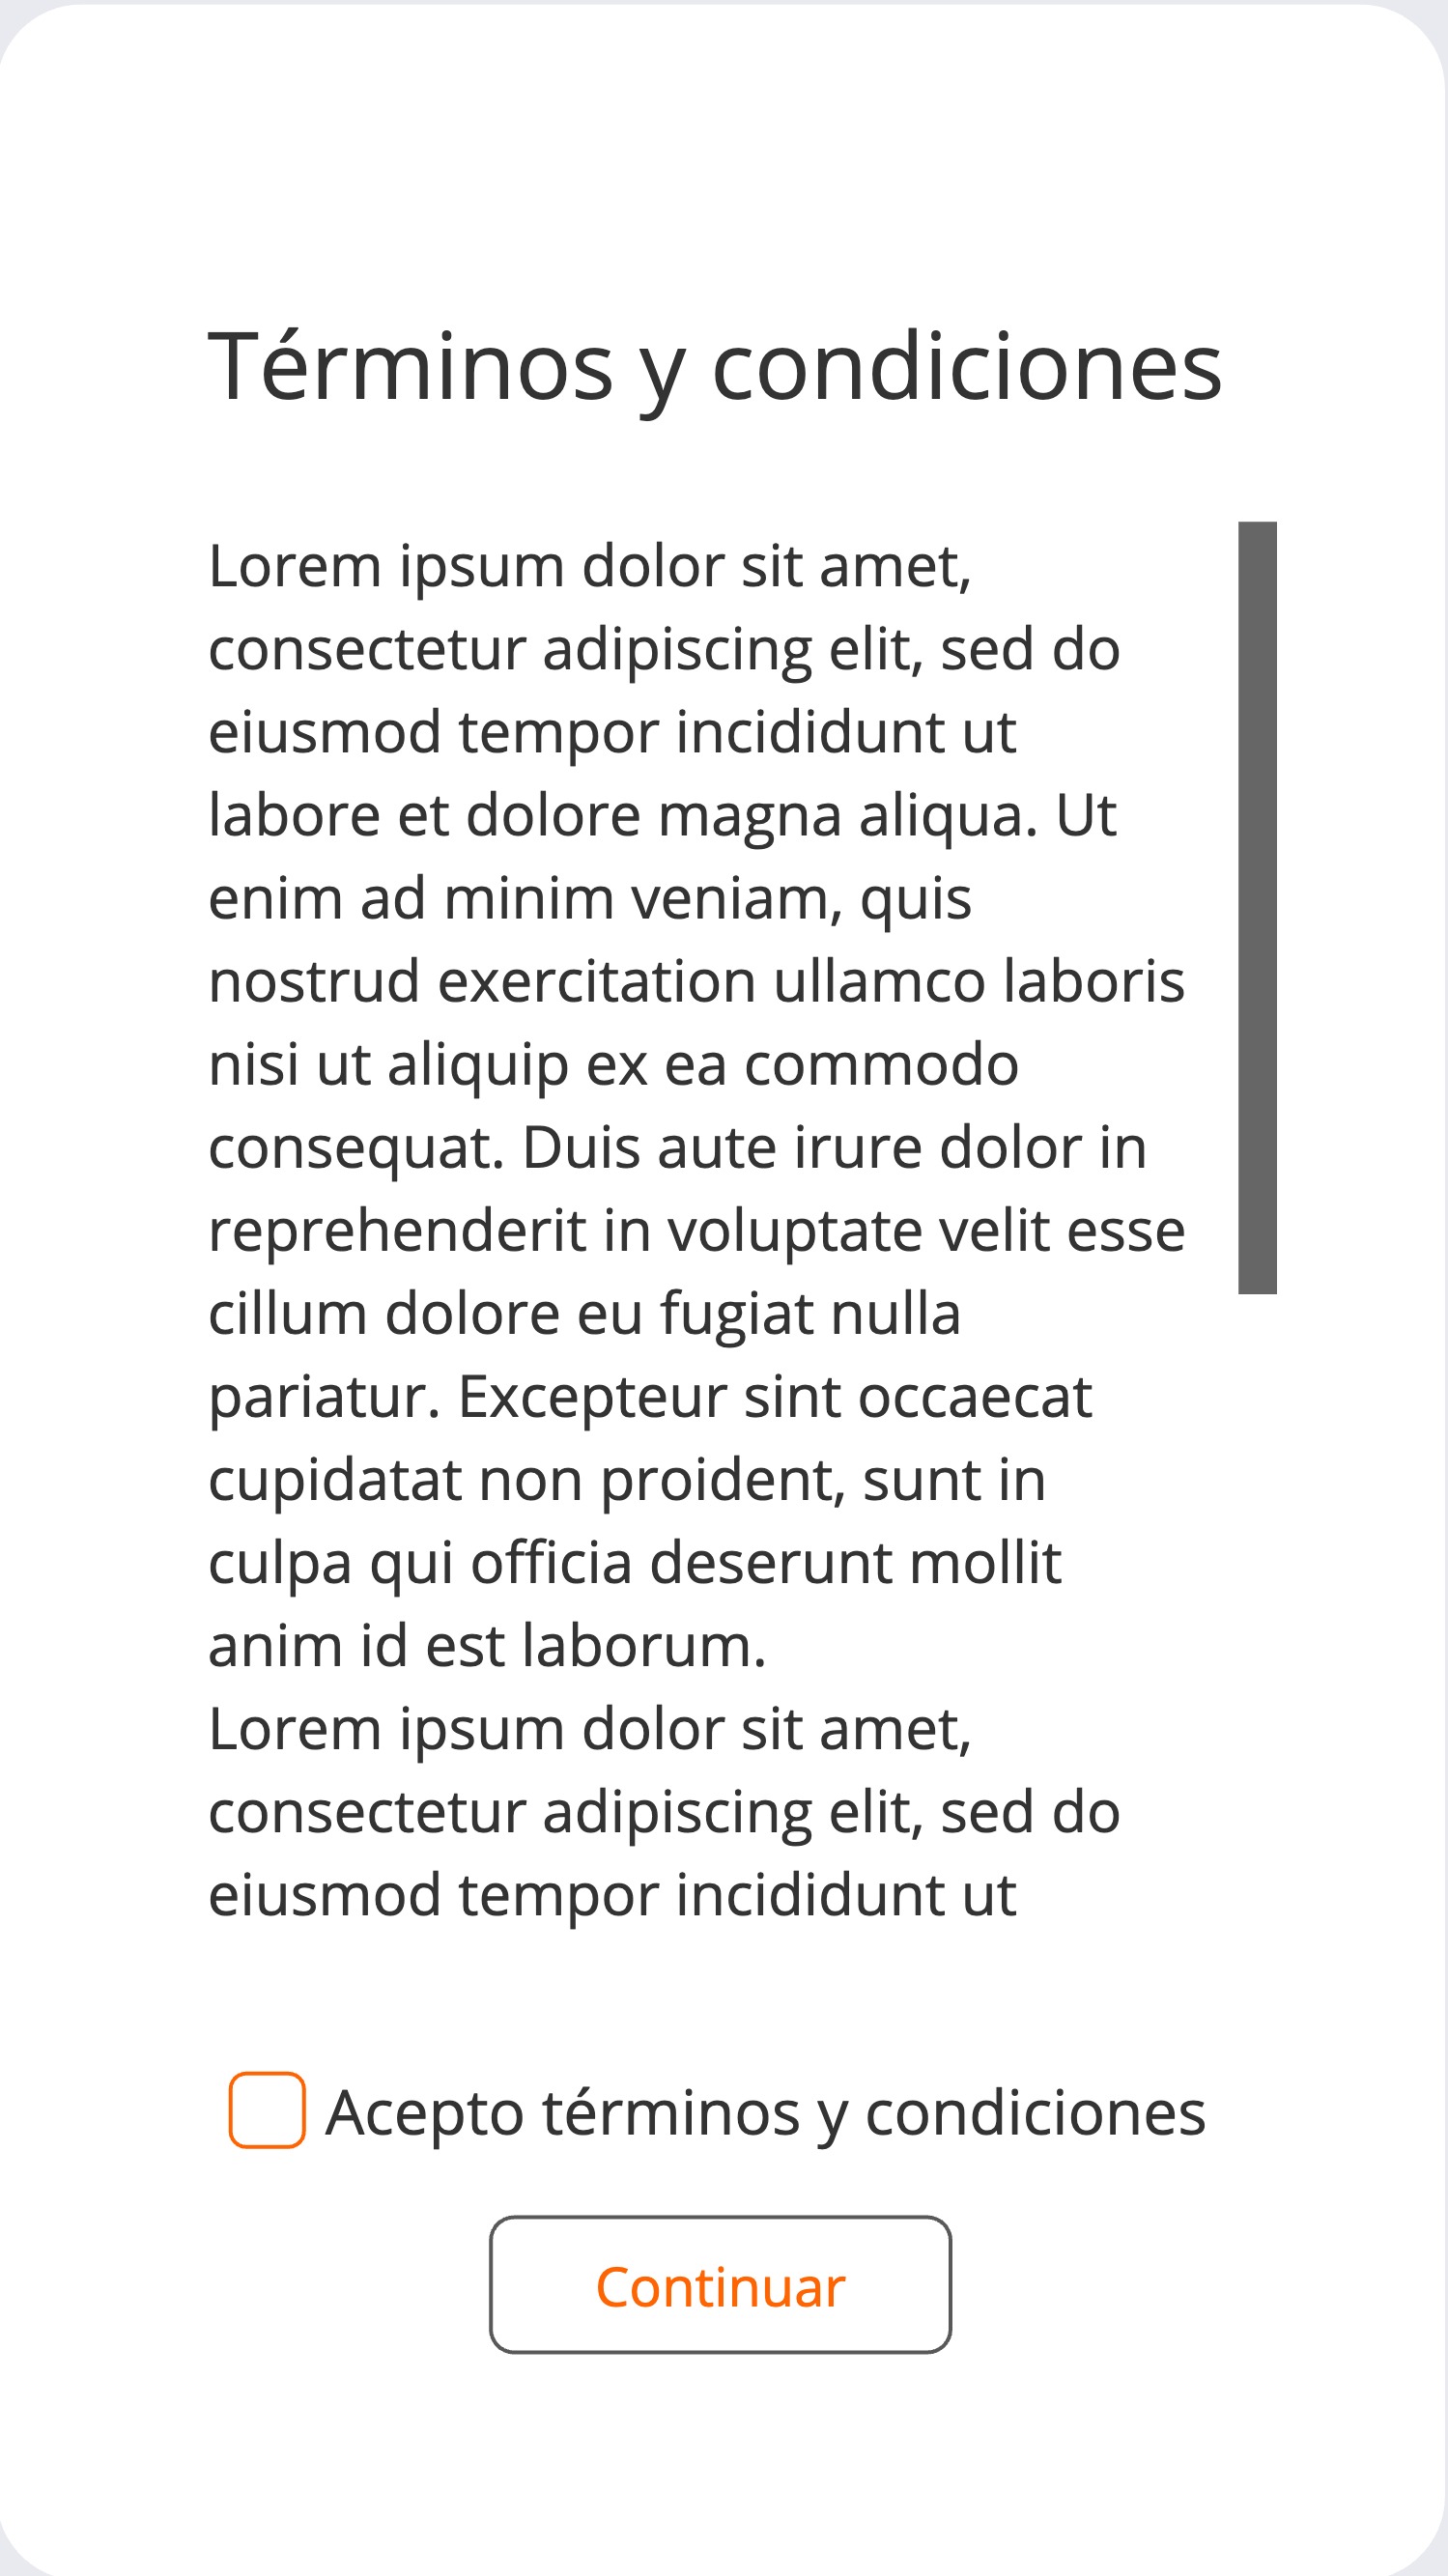 Términos y condiciones
Lorem ipsum dolor sit amet,
consectetur adipiscing elit, sed do
eiusmod tempor incididunt ut
labore et dolore magna aliqua. Ut
enim ad minim veniam, quis
nostrud exercitation ullamco laboris
nisi ut aliquip ex ea commodo
consequat. Duis aute irure dolor in
reprehenderit in voluptate velit esse
cillum dolore eu fugiat nulla
pariatur. Excepteur sint occaecat
cupidatat non proident, sunt in
culpa qui officia deserunt mollit
anim id est laborum.
Lorem ipsum dolor sit amet,
consectetur adipiscing elit, sed do
eiusmod tempor incididunt ut
Acepto términos y condiciones
Continuar